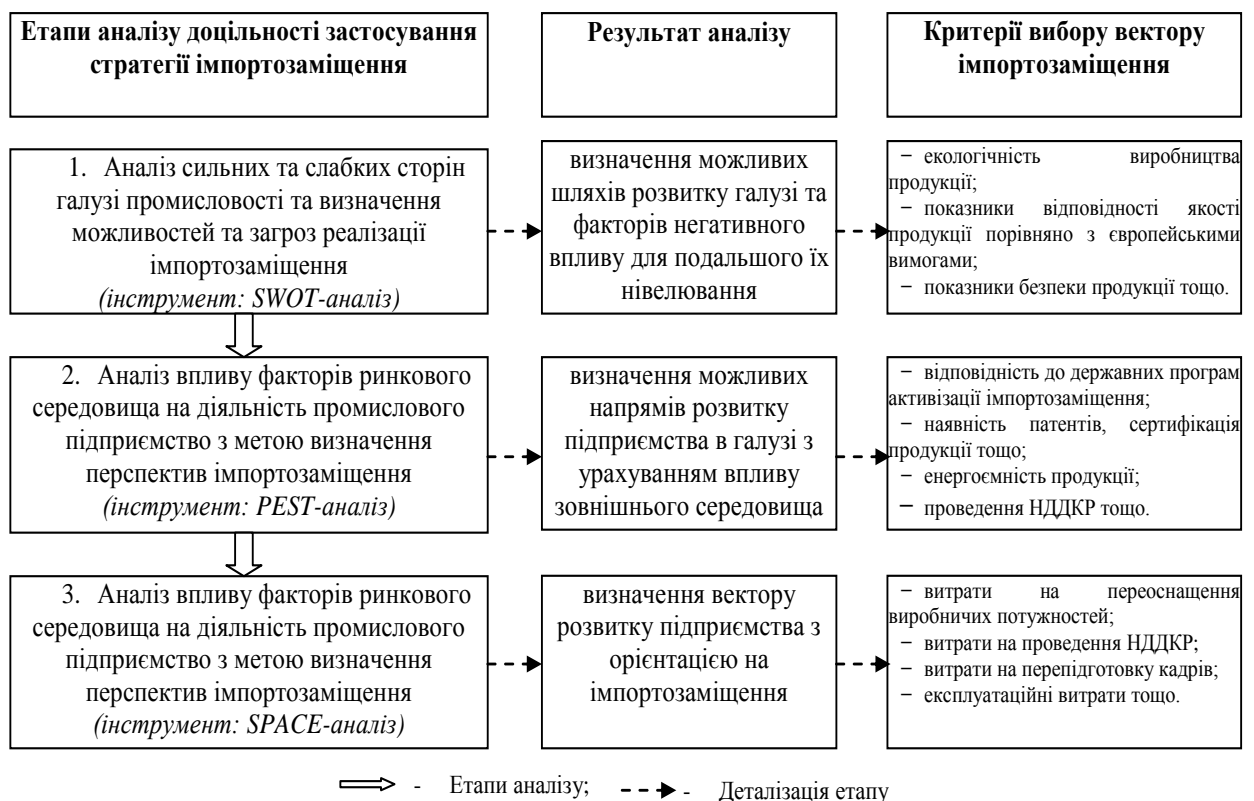 Етапи аналізу доцільності застосування
стратегії імпортозаміщення
Результат аналізу
Критерії вибору вектору
імпортозаміщення
1. Аналіз сильних та слабких сторін
галузі промисловості та визначення
можливостей та загроз реалізації
імпортозаміщення
(інструмент: SWOT-аналіз)
визначення можливих
шляхів розвитку галузі та
факторів негативного
впливу для подальшого їх
нівелювання
− екологічність виробництва
продукції;
− показники відповідності якості
продукції порівняно з європейськими
вимогами;
− показники безпеки продукції тощо.
2. Аналіз впливу факторів ринкового
середовища на діяльність промислового
підприємство з метою визначення
перспектив імпортозаміщення
(інструмент: PEST-аналіз)
визначення можливих
напрямів розвитку
підприємства в галузі з
урахуванням впливу
зовнішнього середовища
− відповідність до державних програм
активізації імпортозаміщення;
− наявність патентів, сертифікація
продукції тощо;
− енергоємність продукції;
− проведення НДДКР тощо.
3. Аналіз впливу факторів ринкового
середовища на діяльність промислового
підприємство з метою визначення
перспектив імпортозаміщення
(інструмент: SPACE-аналіз)
визначення вектору
розвитку підприємства з
орієнтацією на
імпортозаміщення
− витрати на переоснащення
виробничих потужностей;
− витрати на проведення НДДКР;
− витрати на перепідготовку кадрів;
− експлуатаційні витрати тощо.
- Етапи аналізу; - Деталізація етапу